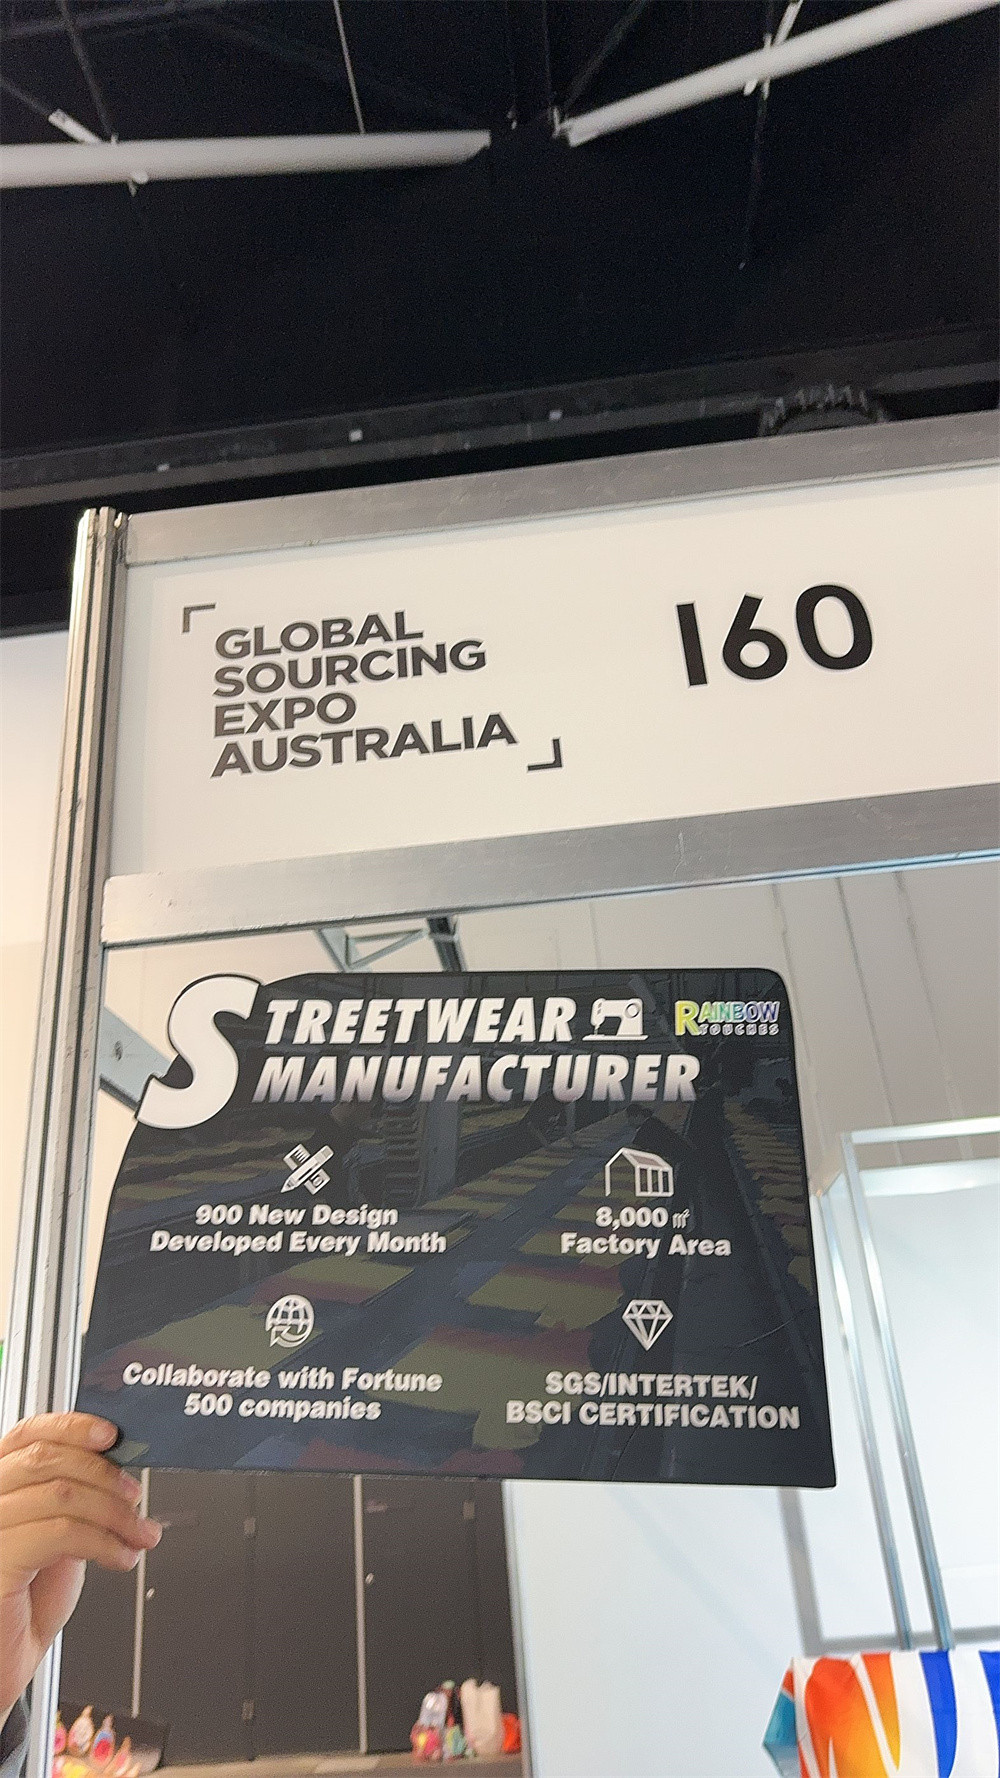 GLOBAL
SOURCING
EXPO
AUSTRALIA
160
STREETWEAR
MANUFACTURER
RAINBOW
TOUCHES
900 New Design
Developed Every Month
8,000 ㎡
Factory Area
Collaborate with Fortune
500 companies
SGS/INTERTEK/
BSCI CERTIFICATION